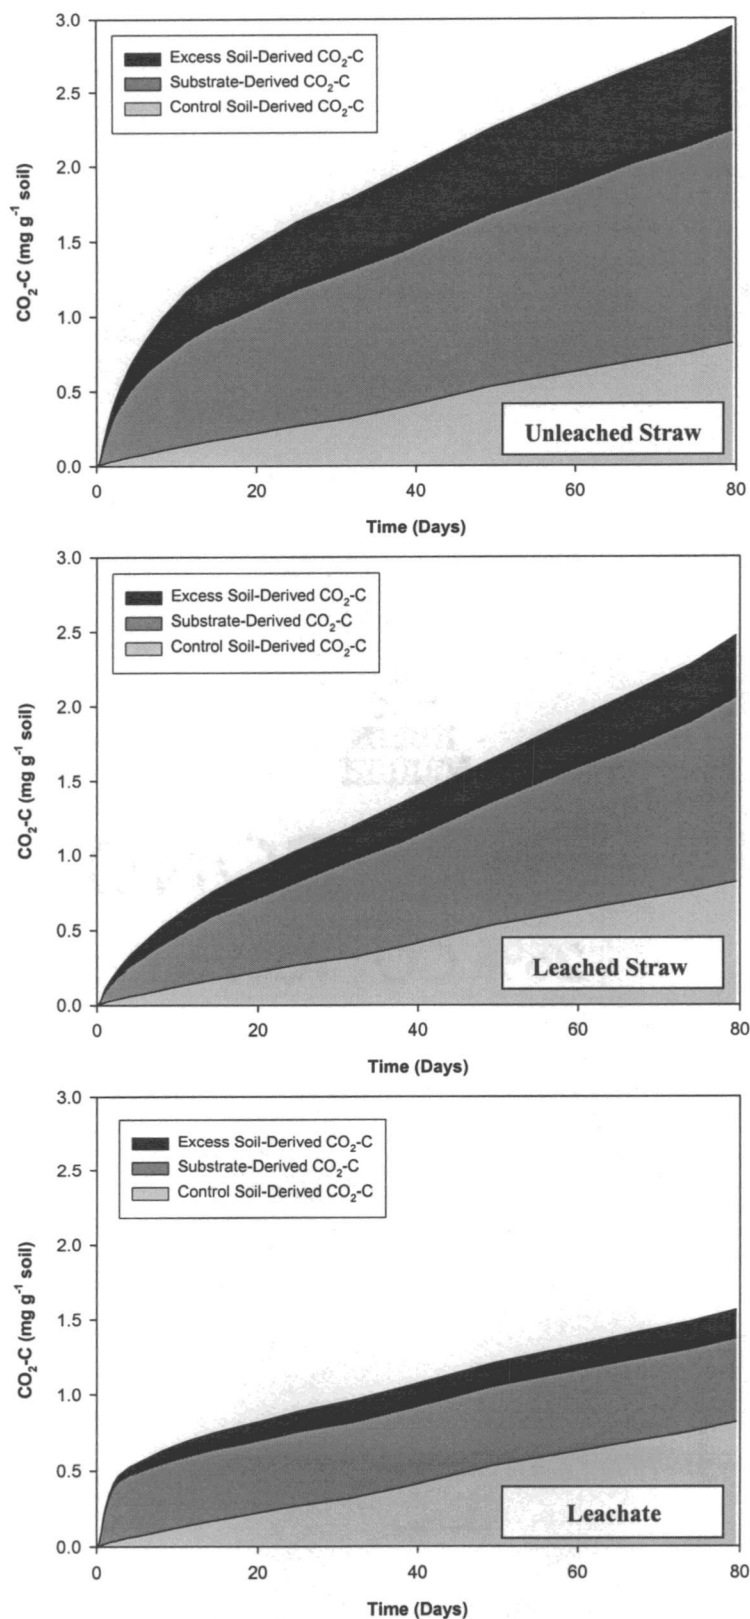 3.0
2.5
2.0
1.5
1.0
0.5
0.0
CO₂-C (mg g⁻¹ soil)
Excess Soil-Derived CO₂-C
Substrate-Derived CO₂-C
Control Soil-Derived CO₂-C
Unleached Straw
0 20 40 60 80
Time (Days)
3.0
2.5
2.0
1.5
1.0
0.5
0.0
CO₂-C (mg g⁻¹ soil)
Excess Soil-Derived CO₂-C
Substrate-Derived CO₂-C
Control Soil-Derived CO₂-C
Leached Straw
0 20 40 60 80
Time (Days)
3.0
2.5
2.0
1.5
1.0
0.5
0.0
CO₂-C (mg g⁻¹ soil)
Excess Soil-Derived CO₂-C
Substrate-Derived CO₂-C
Control Soil-Derived CO₂-C
Leachate
0 20 40 60 80
Time (Days)